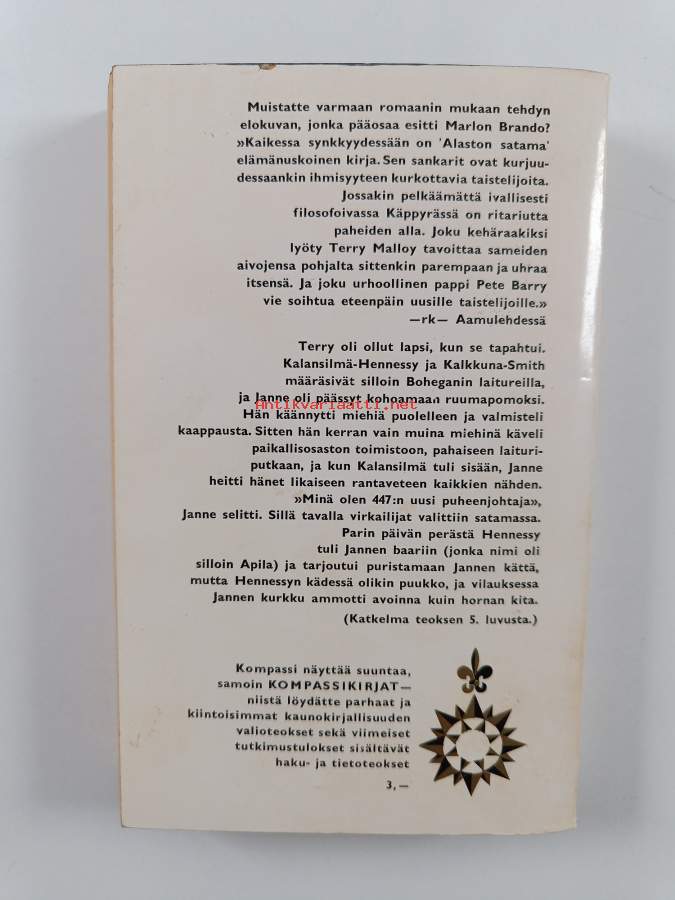 Muistatte varmaan romaanin mukaan tehdyn
elokuvan, jonka pääosaa esitti Marlon Brando?
»Kaikessa synkkyydessään on 'Alaston satama'
elämänuskoinen kirja. Sen sankarit ovat kurjuu-
dessaankin ihmisyyteen kurkottavia taistelijoita.
Jossakin pelkäämättä ivallisesti
filosofoivassa Käppyrässä on ritariutta
paheiden alla. Joku kehäraakiksi
lyöty Terry Malloy tavoittaa sameiden
aivojensa pohjalta sittenkin parempaan ja uhraa
itsensä. Ja joku urhoollinen pappi Pete Barry
vie soihtua eteenpäin uusille taistelijoille.»
—rk— Aamulehdessä
Terry oli ollut lapsi, kun se tapahtui.
Kalansilmä-Hennessy ja Kalkkuna-Smith
määräsivät silloin Boheganin laitureilla,
ja Janne oli päässyt kohoamaan ruumapomoksi.
Antikvariaatti.net
Hän käännytti miehiä puolelleen ja valmisteli
kaappausta. Sitten hän kerran vain muina miehinä käveli
paikallisosaston toimistoon, pahaiseen laituri-
putkaan, ja kun Kalansilmä tuli sisään, Janne
heitti hänet likaiseen rantaveteen kaikkien nähden.
»Minä olen 447:n uusi puheenjohtaja»,
Janne selitti. Sillä tavalla virkailijat valittiin satamassa.
Parin päivän perästä Hennessy
tuli Jannen baariin (jonka nimi oli
silloin Apila) ja tarjoutui puristamaan Jannen kättä,
mutta Hennessyn kädessä olikin puukko, ja vilauksessa
Jannen kurkku ammotti avoinna kuin hornan kita.
(Katkelma teoksen 5. luvusta.)
Kompassi näyttää suuntaa,
samoin KOMPASSIKIRJAT—
niistä löydätte parhaat ja
kiintoisimmat kaunokirjallisuuden
valioteokset sekä viimeiset
tutkimustulokset sisältävät
haku- ja tietoteokset
3,—